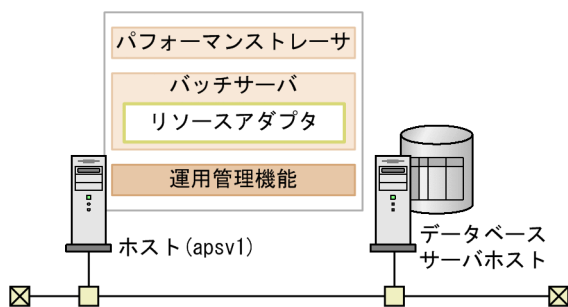 パフォーマンストレーサ
バッチサーバ
リソースアダプタ
運用管理機能
ホスト(apsv1)
データベース
サーバホスト